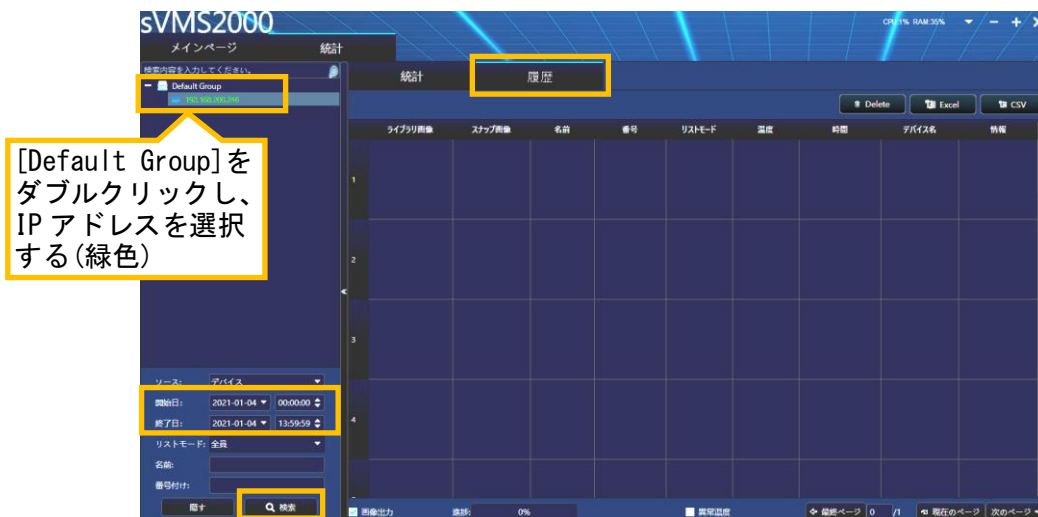 sVMS2000
CPU:1% RAM:35%
メインページ 統計
検索内容を入力してください。
Default Group
統計 履歴
Delete Excel CSV
ライブラリ画像 スナップ画像 名前 番号 リストモード 温度 時間 デバイス名 情報
[Default Group]を
ダブルクリックし、
IPアドレスを選択
する(緑色)
1
2
3
4
ソース: デバイス
開始日: 2021-01-04 00:00:00
終了日: 2021-01-04 13:59:59
リストモード: 全員
名前:
番号付け:
隠す 検索
画像出力 進捗: 0% 異常温度 最終ページ 0 /1 現在のページ 次のページ